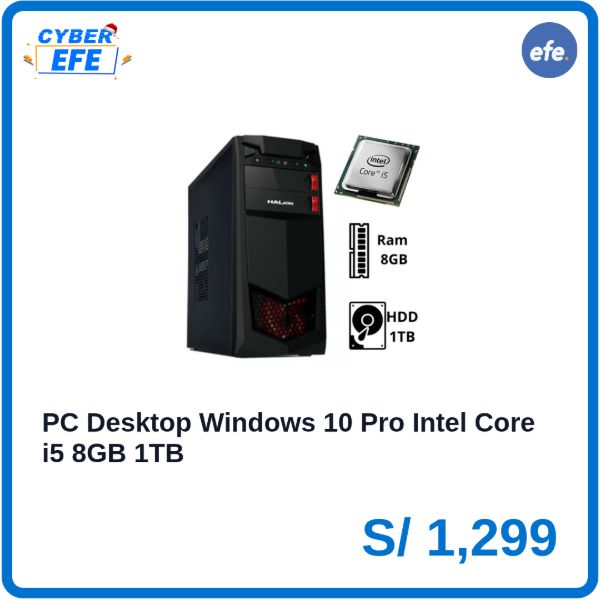 CYBER
EFE
efe.
intel
Core™ i5
HALION
Ram
8GB
HDD
1TB
PC Desktop Windows 10 Pro Intel Core
i5 8GB 1TB
S/ 1,299